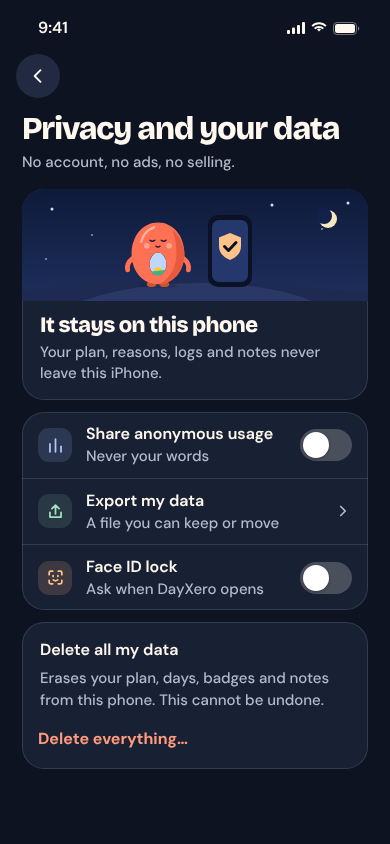 9:41
Privacy and your data
No account, no ads, no selling.
It stays on this phone
Your plan, reasons, logs and notes never
leave this iPhone.
Share anonymous usage
Never your words
Export my data
A file you can keep or move
Face ID lock
Ask when DayXero opens
Delete all my data
Erases your plan, days, badges and notes
from this phone. This cannot be undone.
Delete everything...